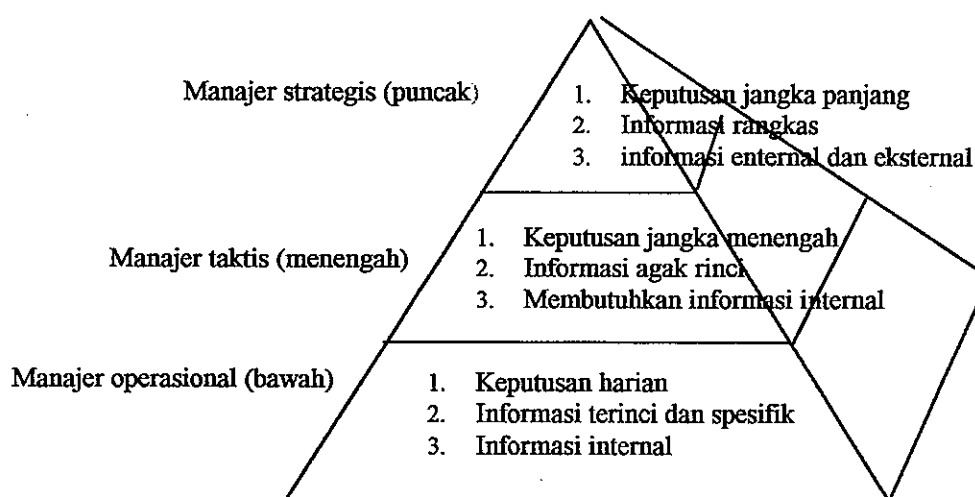 Manajer strategis (puncak)
1. Keputusan jangka panjang
2. Informasi rangkas
3. informasi enternal dan eksternal
Manajer taktis (menengah)
1. Keputusan jangka menengah
2. Informasi agak rinci
3. Membutuhkan informasi internal
Manajer operasional (bawah)
1. Keputusan harian
2. Informasi terinci dan spesifik
3. Informasi internal